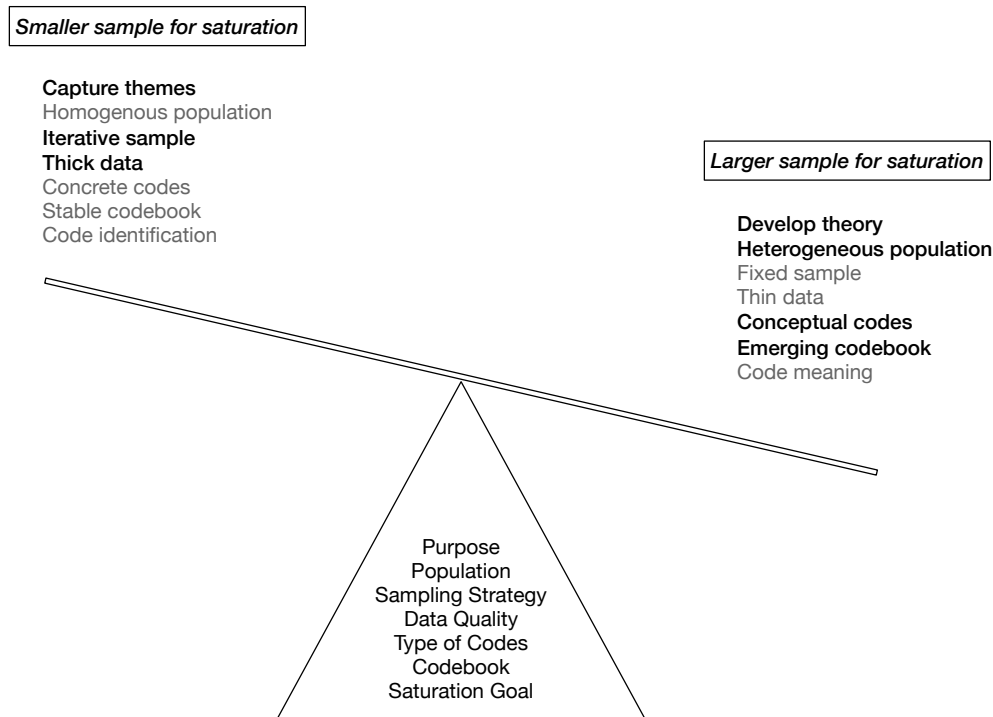 Smaller sample for saturation
Capture themes
Homogenous population
Iterative sample
Thick data
Concrete codes
Stable codebook
Code identification
Larger sample for saturation
Develop theory
Heterogeneous population
Fixed sample
Thin data
Conceptual codes
Emerging codebook
Code meaning
Purpose
Population
Sampling Strategy
Data Quality
Type of Codes
Codebook
Saturation Goal